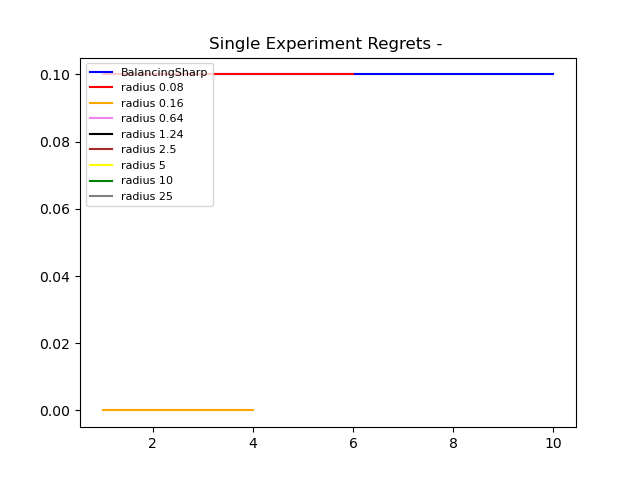 Single Experiment Regrets -
0.10
0.08
0.06
0.04
0.02
0.00
BalancingSharp
radius 0.08
radius 0.16
radius 0.64
radius 1.24
radius 2.5
radius 5
radius 10
radius 25
2 4 6 8 10